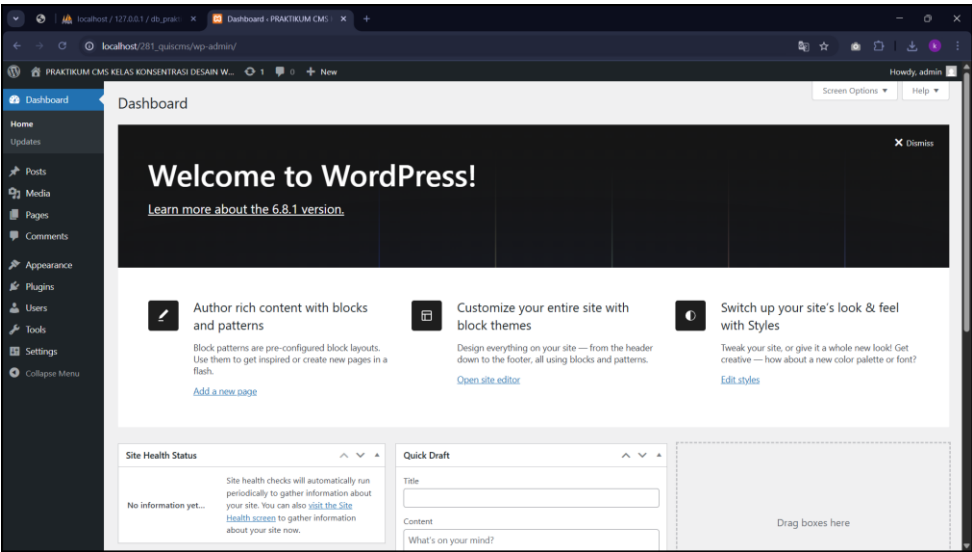 localhost / 127.0.0.1 / db_prakti
Dashboard ‹ PRAKTIKUM CMS
localhost/281_quiscms/wp-admin/
PRAKTIKUM CMS KELAS KONSENTRASI DESAIN W... 1 0 + New
Howdy, admin
Dashboard
Home
Updates
Posts
Media
Pages
Comments
Appearance
Plugins
Users
Tools
Settings
Collapse Menu
Screen Options
Help
Dashboard
Dismiss
Welcome to WordPress!
Learn more about the 6.8.1 version.
Author rich content with blocks
and patterns
Block patterns are pre-configured block layouts.
Use them to get inspired or create new pages in a
flash.
Add a new page
Customize your entire site with
block themes
Design everything on your site — from the header
down to the footer, all using blocks and patterns.
Open site editor
Switch up your site's look & feel
with Styles
Tweak your site, or give it a whole new look! Get
creative — how about a new color palette or font?
Edit styles
Site Health Status
No information yet...
Site health checks will automatically run
periodically to gather information about
your site. You can also visit the Site
Health screen to gather information
about your site now.
Quick Draft
Title
Content
What's on your mind?
Drag boxes here